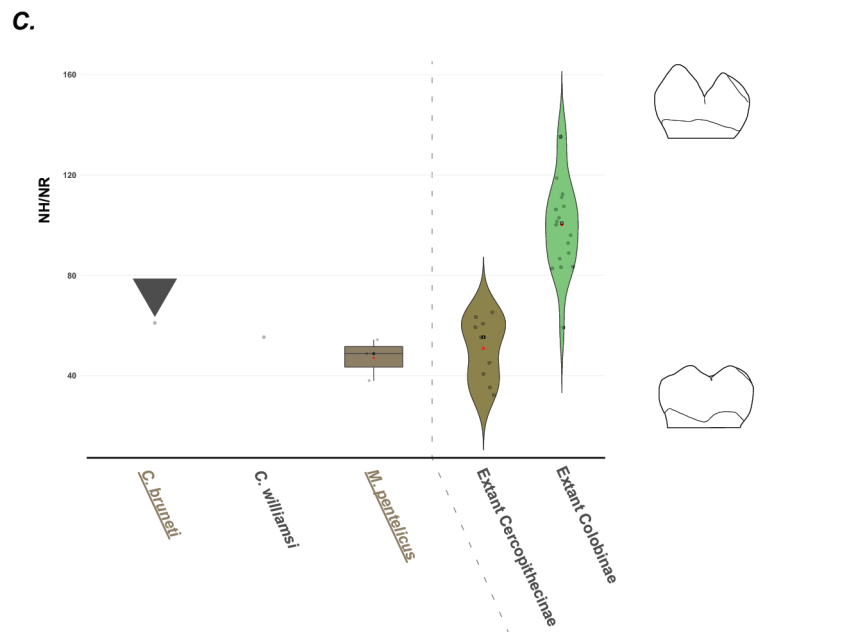 C.
160
120
80
40
NH/NR
C. bruneti
C. williamsi
M. pentelicus
Extant Cercopithecinae
Extant Colobinae